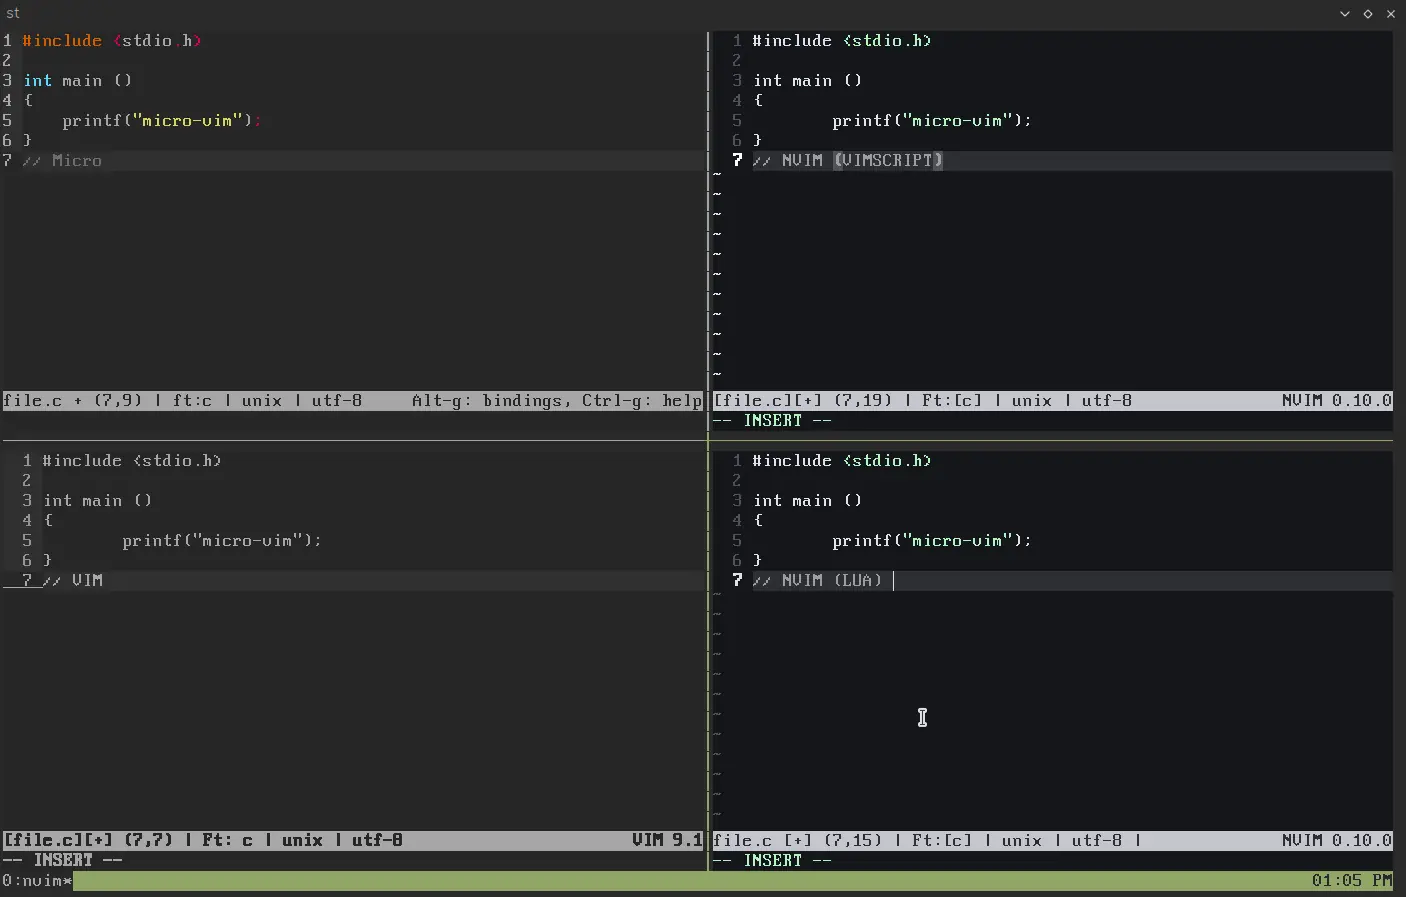 st
1 #include <stdio.h>
2
3 int main ()
4 {
5     printf("micro-vim");
6 }
7 // Micro
file.c + (7,9) | ft:c | unix | utf-8     Alt-g: bindings, Ctrl-g: help
1 #include <stdio.h>
2
3 int main ()
4 {
5         printf("micro-vim");
6 }
7 // NVIM (VIMSCRIPT)
~
~
~
~
~
~
~
~
~
~
~
[file.c][+] (7,19) | Ft:[c] | unix | utf-8               NVIM 0.10.0
-- INSERT --
1 #include <stdio.h>
2
3 int main ()
4 {
5         printf("micro-vim");
6 }
7 // VIM
[file.c][+] (7,7) | Ft: c | unix | utf-8                       VIM 9.1
-- INSERT --
1 #include <stdio.h>
2
3 int main ()
4 {
5         printf("micro-vim");
6 }
7 // NVIM (LUA)
~
~
~
~
~
~
~
~
~
~
~
~
file.c [+] (7,15) | Ft:[c] | unix | utf-8 |              NVIM 0.10.0
-- INSERT --
0:nvim*                                                  01:05 PM